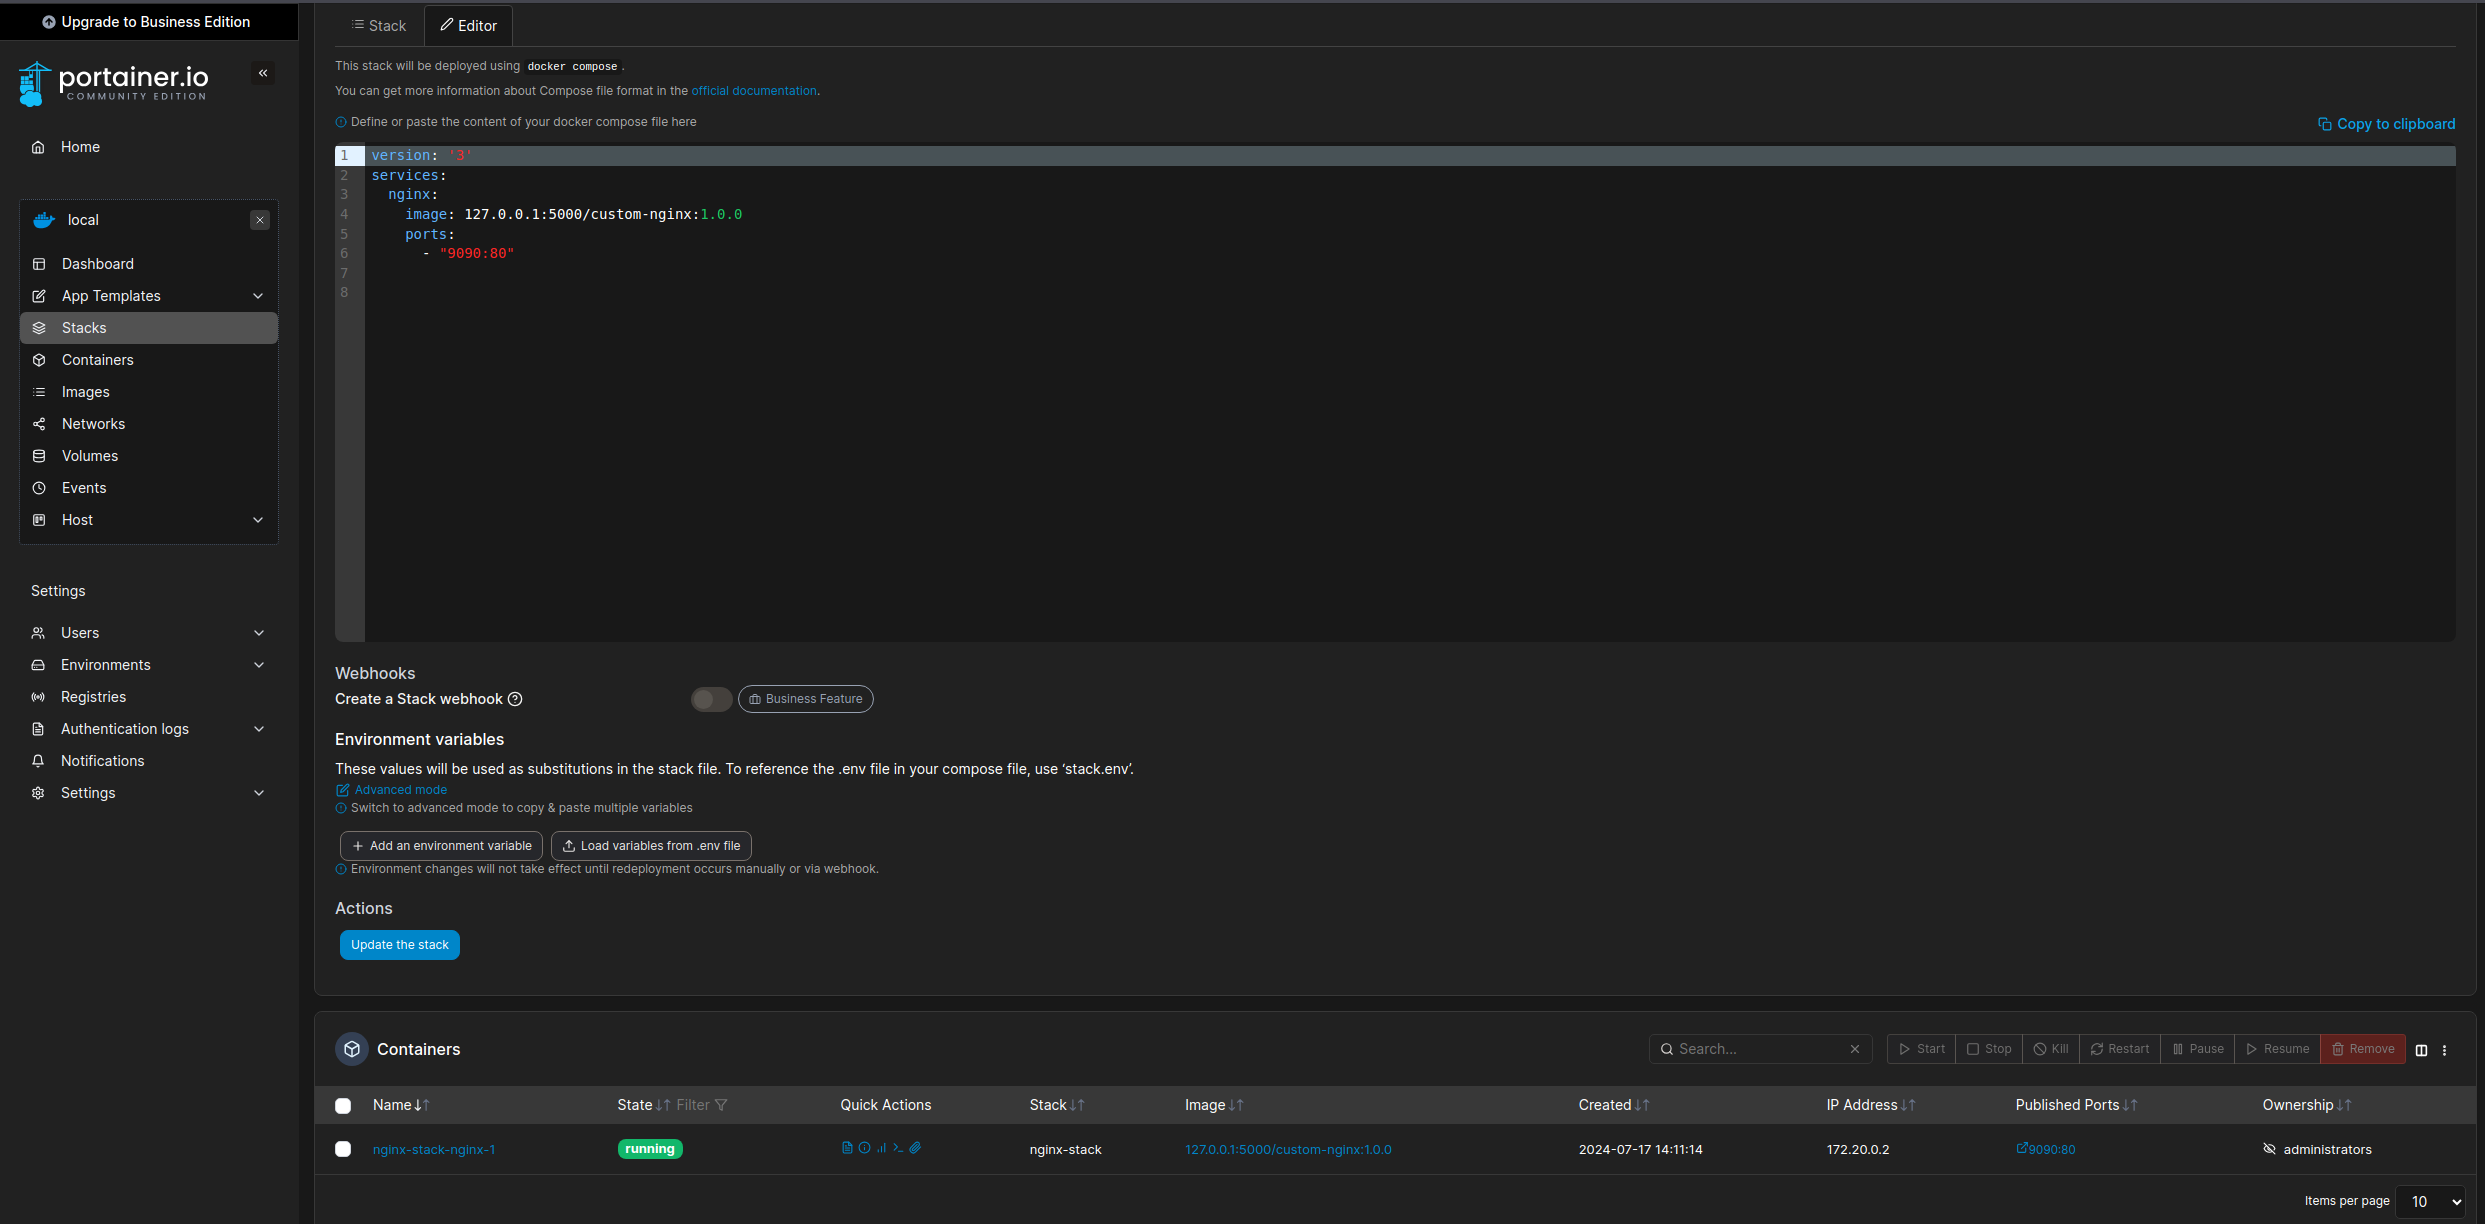 Upgrade to Business Edition
portainer.io
COMMUNITY EDITION
Home
local
Dashboard
App Templates
Stacks
Containers
Images
Networks
Volumes
Events
Host
Settings
Users
Environments
Registries
Authentication logs
Notifications
Settings
Stack
Editor
This stack will be deployed using docker compose.
You can get more information about Compose file format in the official documentation.
Define or paste the content of your docker compose file here
Copy to clipboard
1 version: '3'
2 services:
3 nginx:
4 image: 127.0.0.1:5000/custom-nginx:1.0.0
5 ports:
6 - "9090:80"
7
8
Webhooks
Create a Stack webhook
Business Feature
Environment variables
These values will be used as substitutions in the stack file. To reference the .env file in your compose file, use ‘stack.env’.
Advanced mode
Switch to advanced mode to copy & paste multiple variables
Add an environment variable
Load variables from .env file
Environment changes will not take effect until redeployment occurs manually or via webhook.
Actions
Update the stack
Containers
Search...
Start
Stop
Kill
Restart
Pause
Resume
Remove
Name State Filter Quick Actions Stack Image Created IP Address Published Ports Ownership
nginx-stack-nginx-1 running nginx-stack 127.0.0.1:5000/custom-nginx:1.0.0 2024-07-17 14:11:14 172.20.0.2 9090:80 administrators
Items per page 10